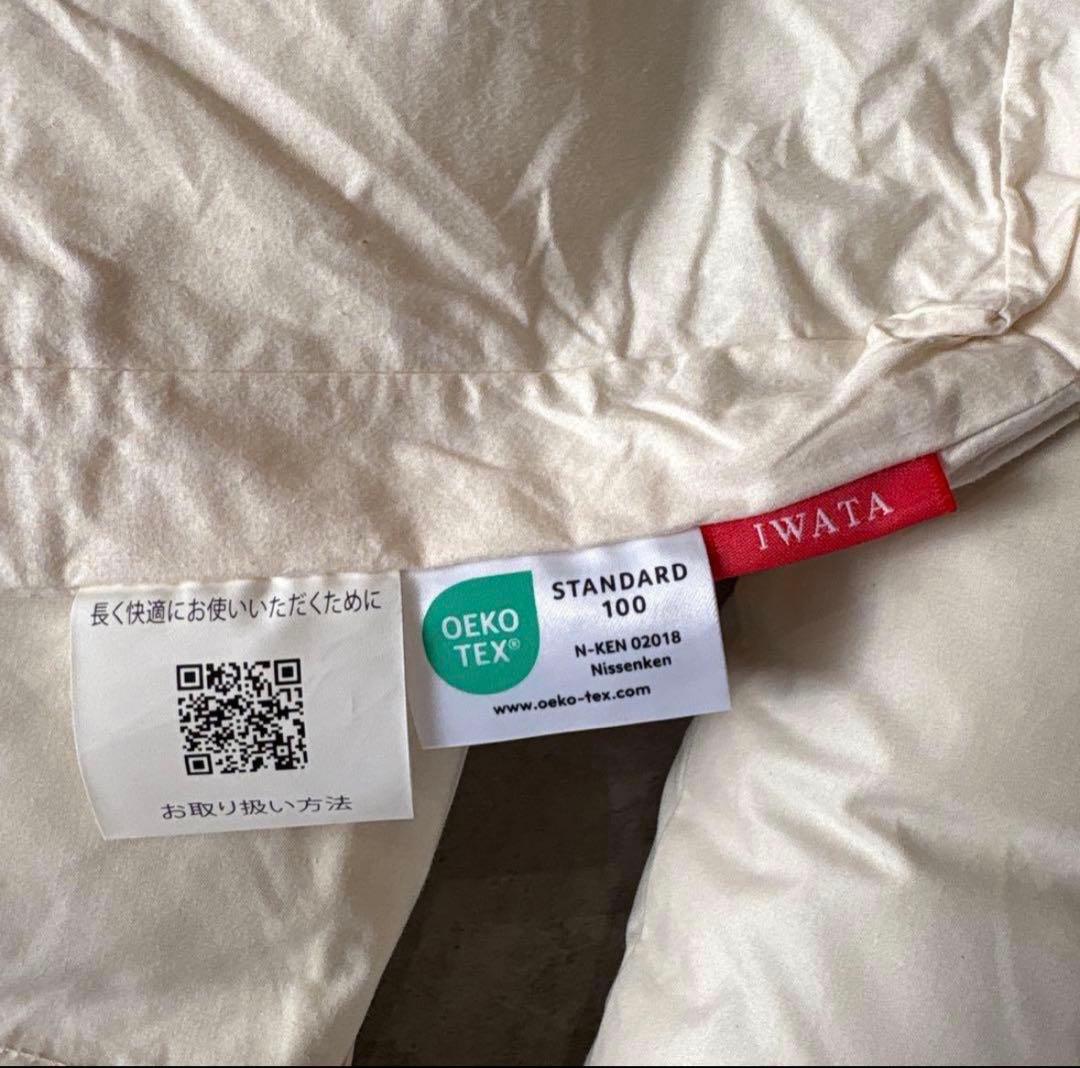 長く快適にお使いいただくために
お取り扱い方法
OEKO
TEX®
STANDARD
100
N-KEN 02018
Nissenken
www.oeko-tex.com
IWATA